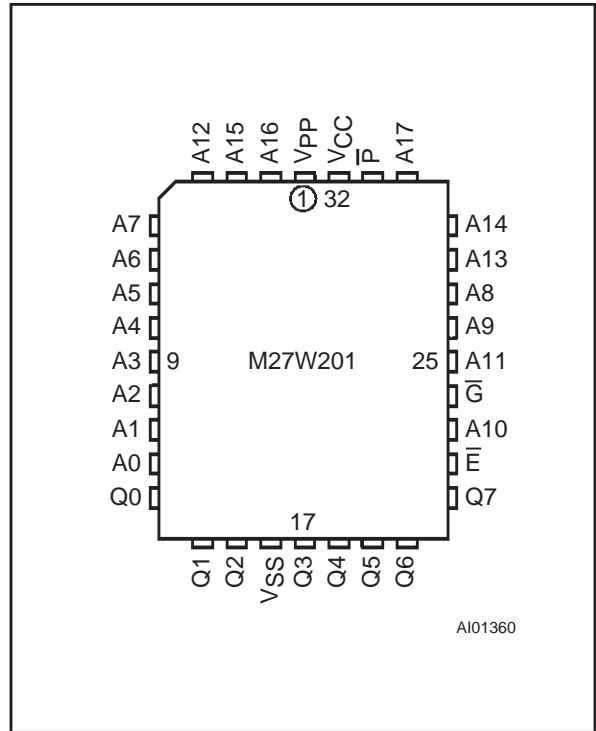 A12 A15 A16 VPP VCC P̅ A17
1 32
A7 A14
A6 A13
A5 A8
A4 A9
A3 9 M27W201 25 A11
A2 G̅
A1 A10
A0 E̅
Q0 Q7
17
Q1 Q2 VSS Q3 Q4 Q5 Q6
AI01360